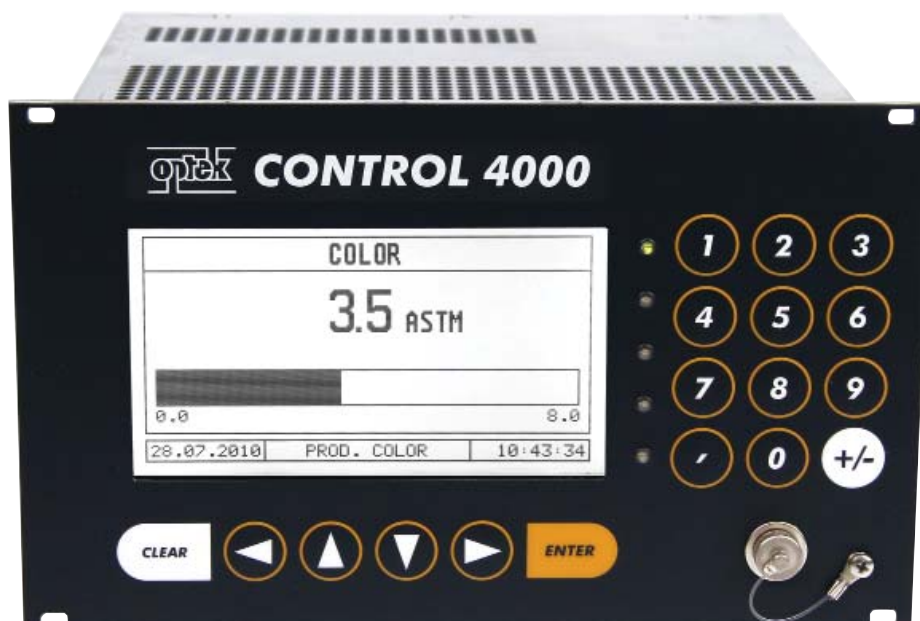 optek CONTROL 4000
COLOR
3.5 ASTM
0.0 8.0
28.07.2010 PROD. COLOR 10:43:34
1 2 3
4 5 6
7 8 9
, 0 +/-
CLEAR ENTER